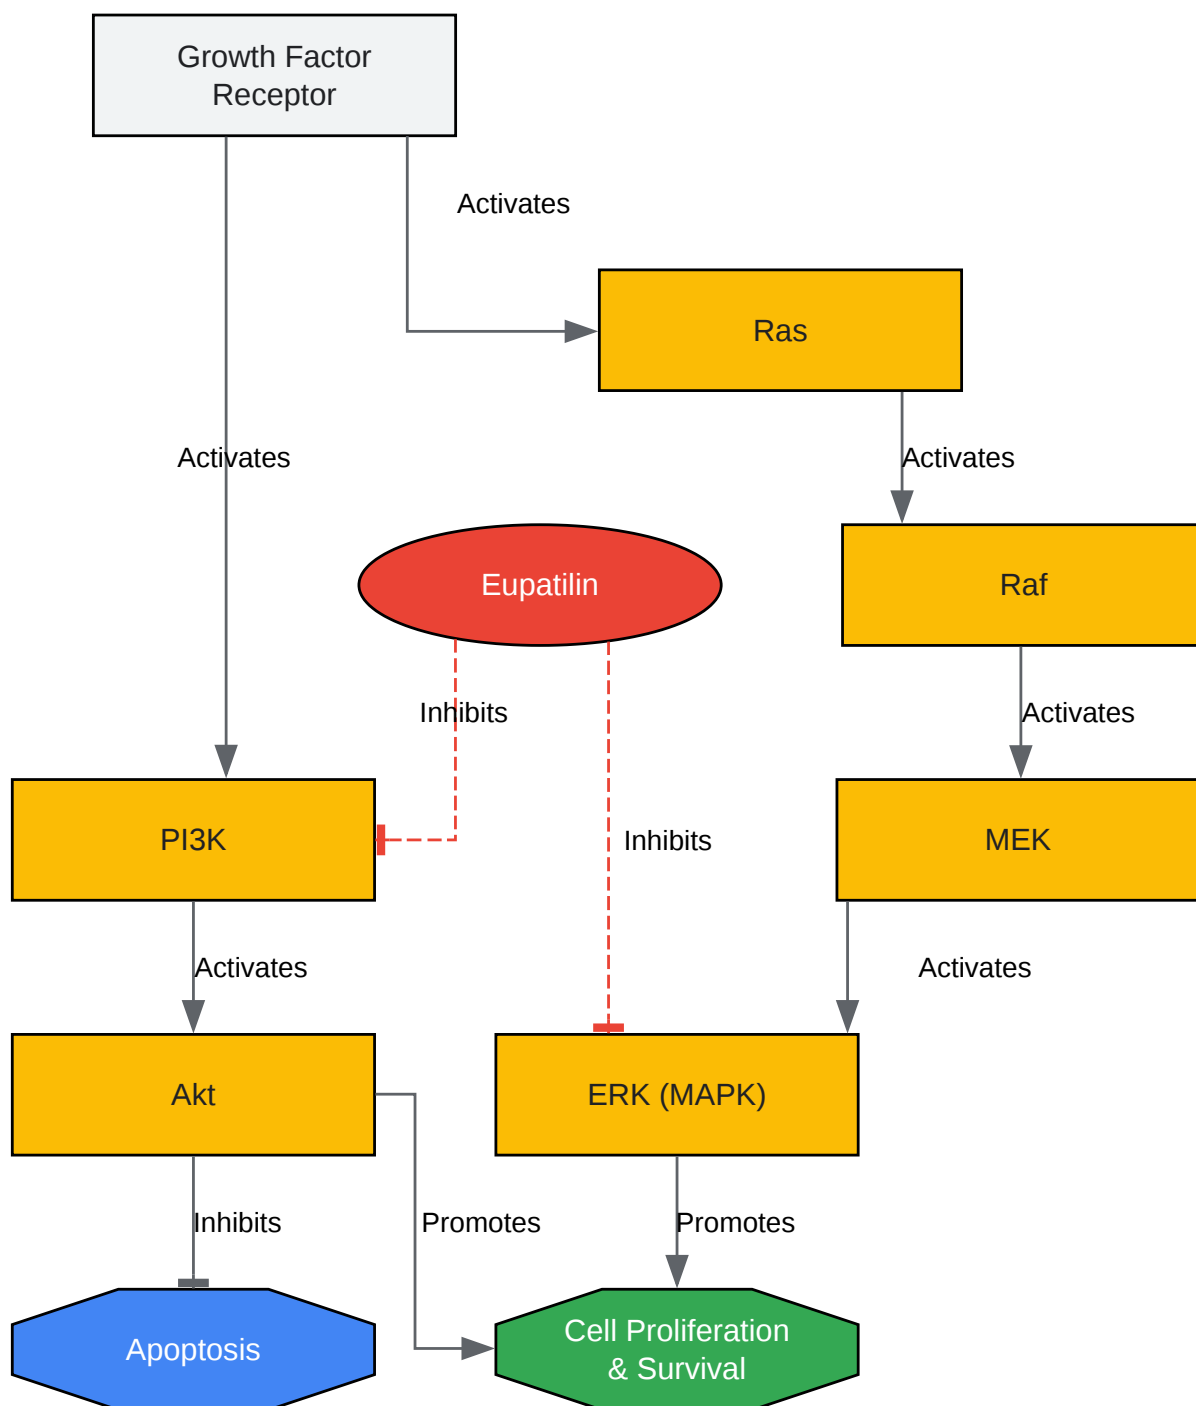 Growth Factor
Receptor
Activates
Ras
Activates
Activates
Eupatilin
Raf
Inhibits
Activates
PI3K
Inhibits
MEK
Activates
Activates
Akt
ERK (MAPK)
Inhibits
Promotes
Promotes
Apoptosis
Cell Proliferation
& Survival